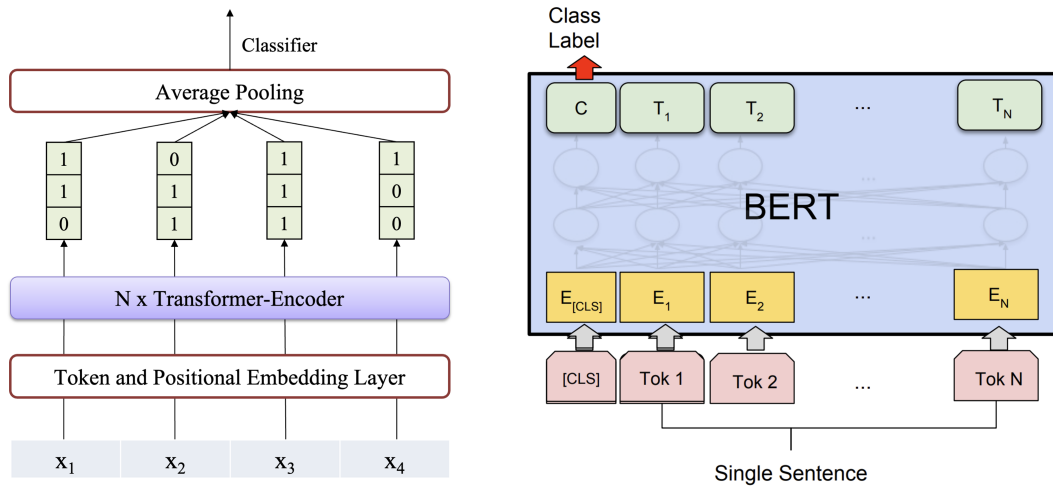 Classifier
Average Pooling
1 0 1 1
1 1 1 0
0 1 1 0
N x Transformer-Encoder
Token and Positional Embedding Layer
x1 x2 x3 x4
Class
Label
C T1 T2 ... TN
...
BERT
...
E[CLS] E1 E2 ... EN
[CLS] Tok 1 Tok 2 ... Tok N
Single Sentence